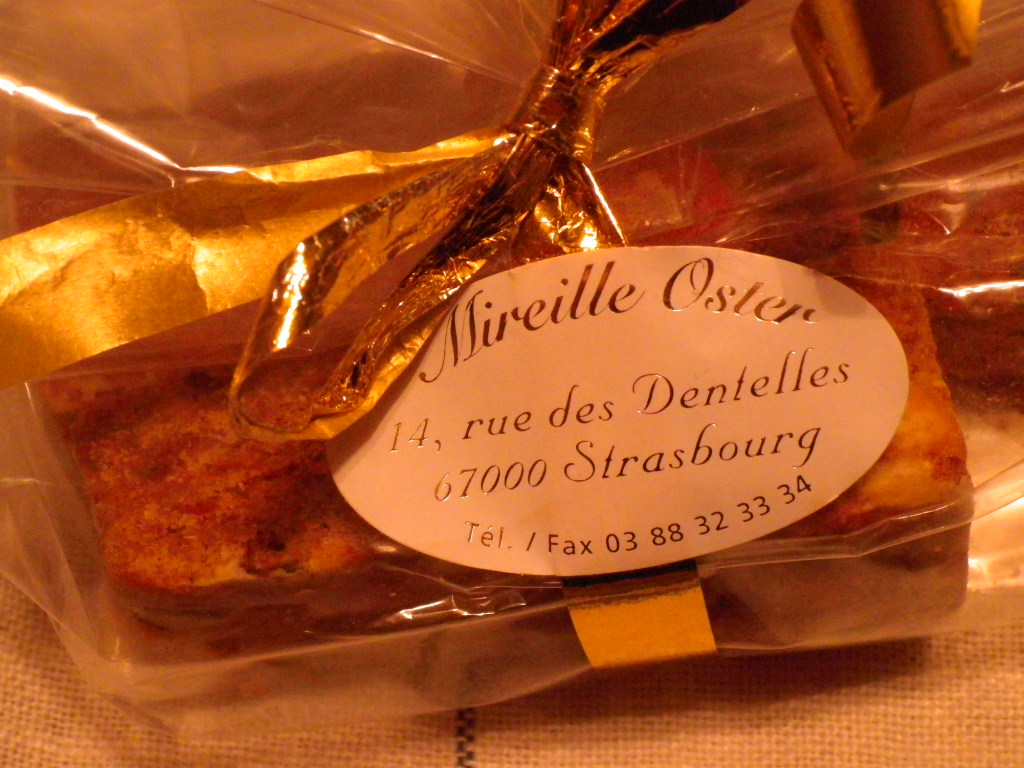 Mireille Oster
14, rue des Dentelles
67000 Strasbourg
Tél. / Fax 03 88 32 33 34